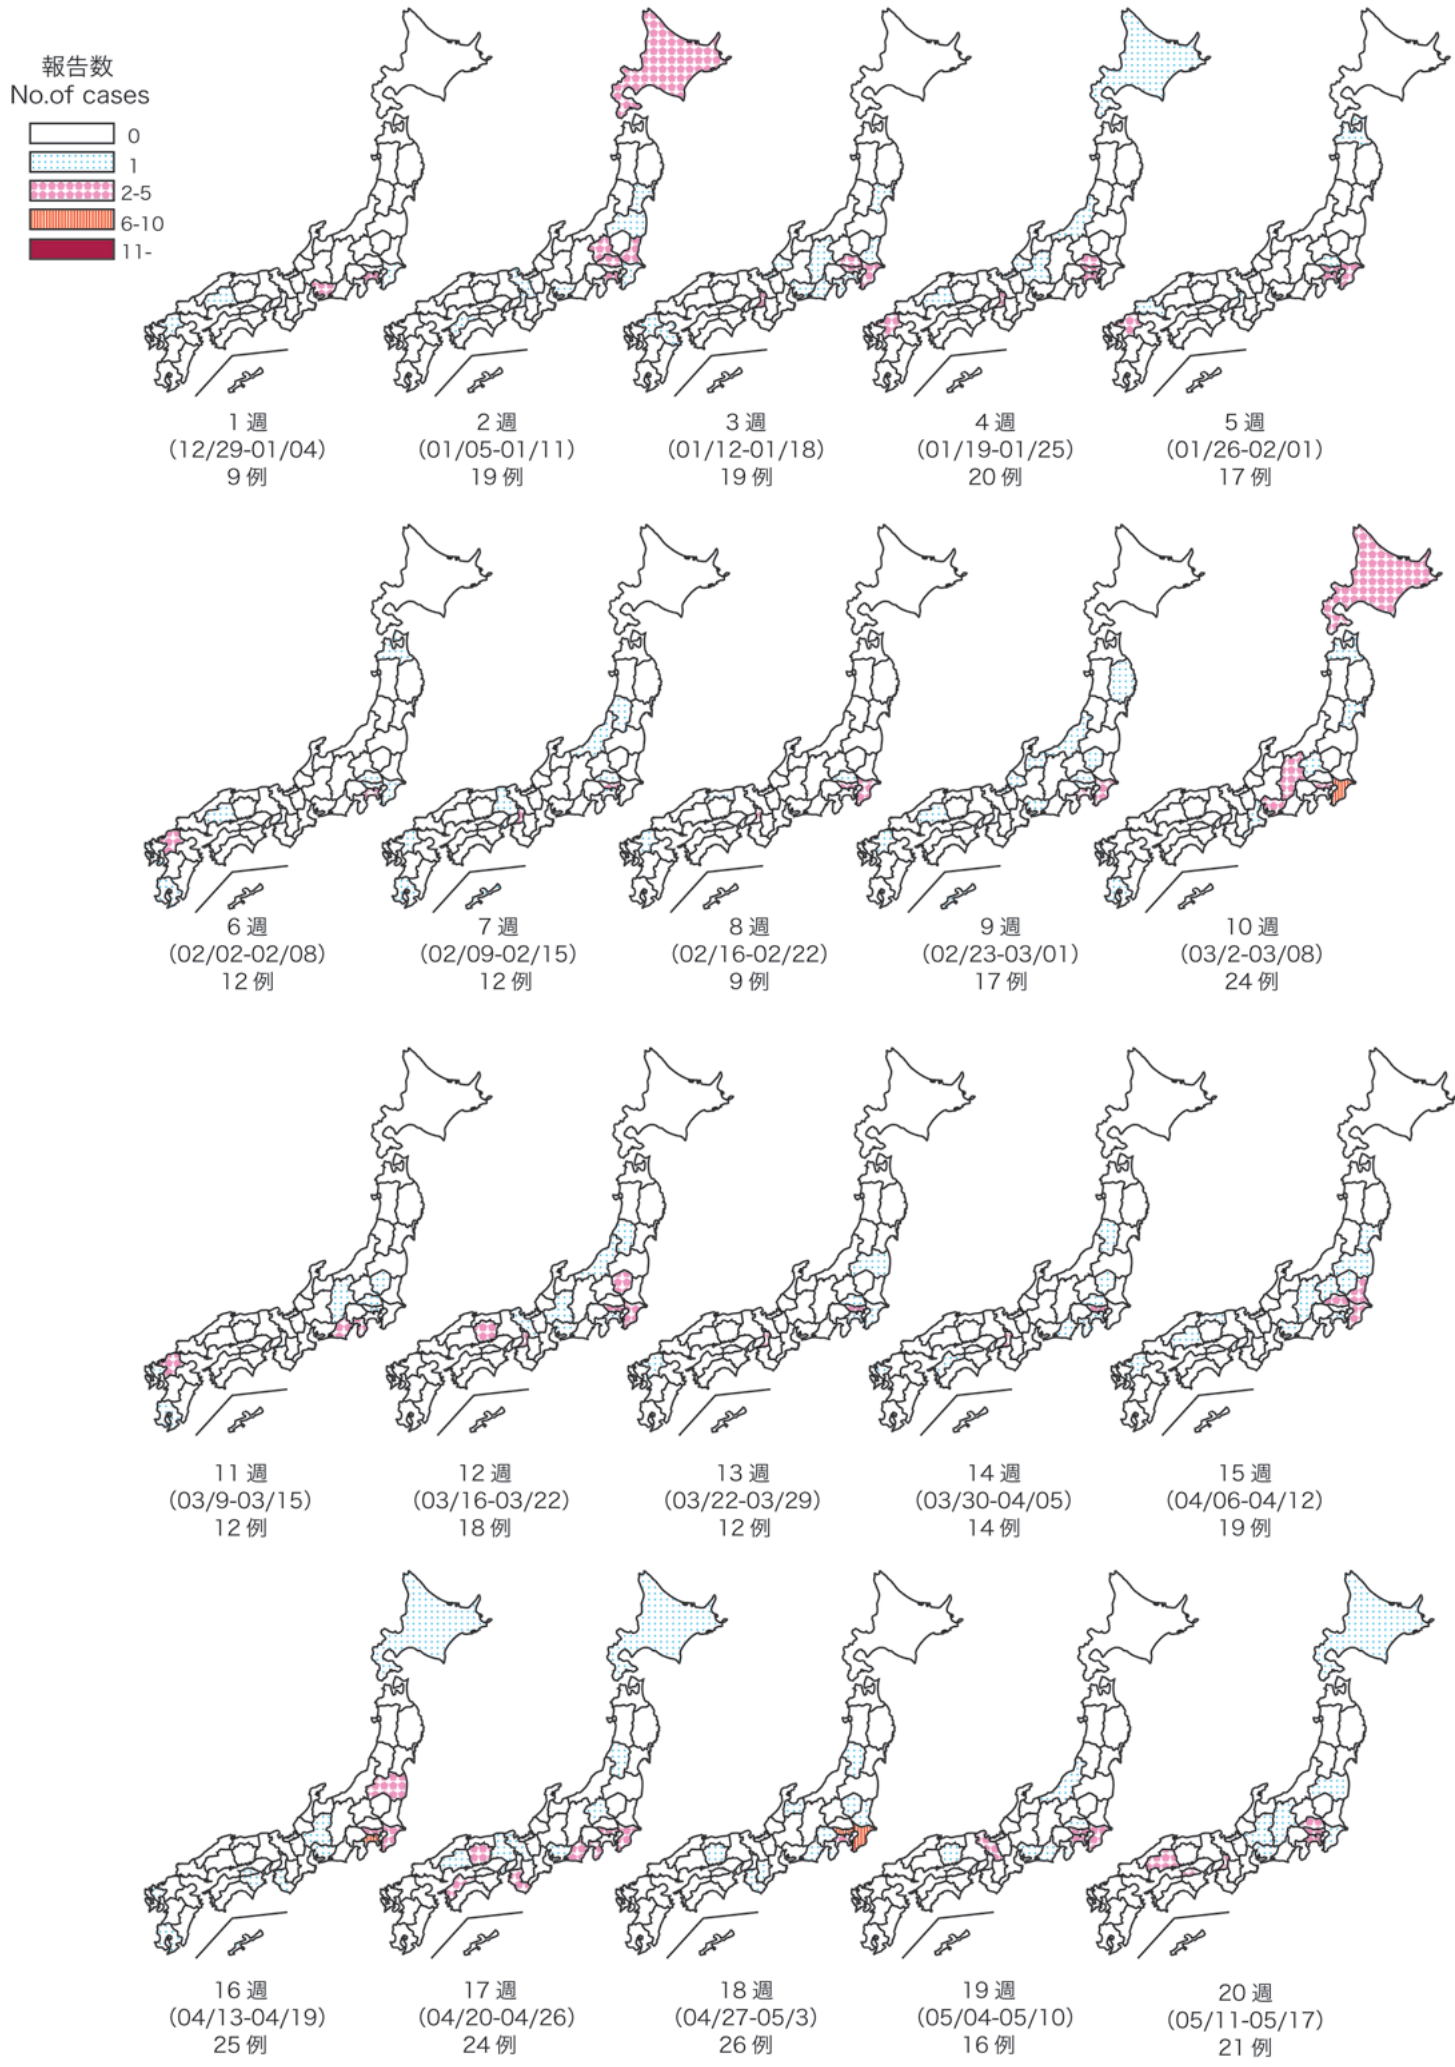 報告数
No.of cases
0
1
2-5
6-10
11-
1 週
(12/29-01/04)
9 例
2 週
(01/05-01/11)
19 例
3 週
(01/12-01/18)
19 例
4 週
(01/19-01/25)
20 例
5 週
(01/26-02/01)
17 例
6 週
(02/02-02/08)
12 例
7 週
(02/09-02/15)
12 例
8 週
(02/16-02/22)
9 例
9 週
(02/23-03/01)
17 例
10 週
(03/2-03/08)
24 例
11 週
(03/9-03/15)
12 例
12 週
(03/16-03/22)
18 例
13 週
(03/22-03/29)
12 例
14 週
(03/30-04/05)
14 例
15 週
(04/06-04/12)
19 例
16 週
(04/13-04/19)
25 例
17 週
(04/20-04/26)
24 例
18 週
(04/27-05/3)
26 例
19 週
(05/04-05/10)
16 例
20 週
(05/11-05/17)
21 例